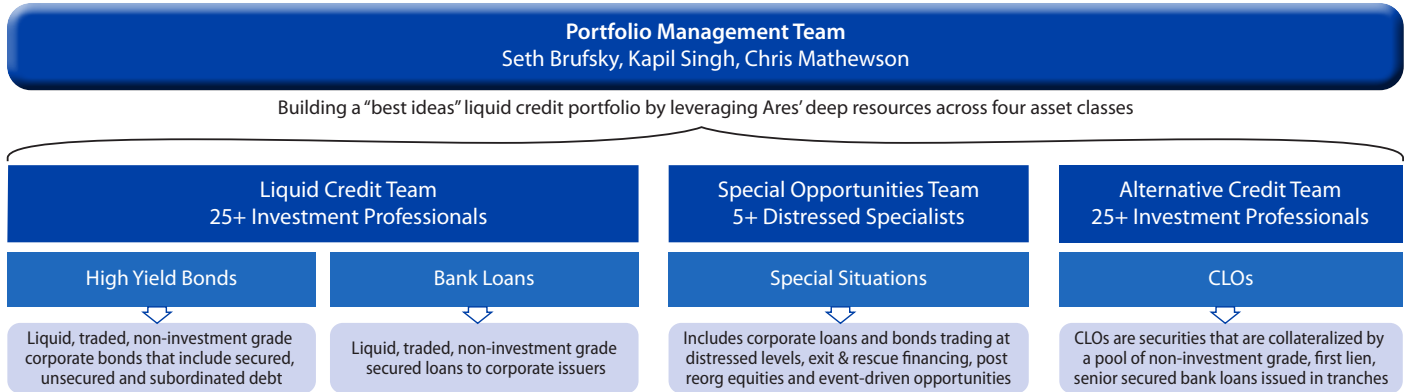 Portfolio Management Team
Seth Brufsky, Kapil Singh, Chris Mathewson
Building a “best ideas” liquid credit portfolio by leveraging Ares’ deep resources across four asset classes
Liquid Credit Team
25+ Investment Professionals
Special Opportunities Team
5+ Distressed Specialists
Alternative Credit Team
25+ Investment Professionals
High Yield Bonds
Bank Loans
Special Situations
CLOs
Liquid, traded, non-investment grade
corporate bonds that include secured,
unsecured and subordinated debt
Liquid, traded, non-investment grade
secured loans to corporate issuers
Includes corporate loans and bonds trading at
distressed levels, exit & rescue financing, post
reorg equities and event-driven opportunities
CLOs are securities that are collateralized by
a pool of non-investment grade, first lien,
senior secured bank loans issued in tranches